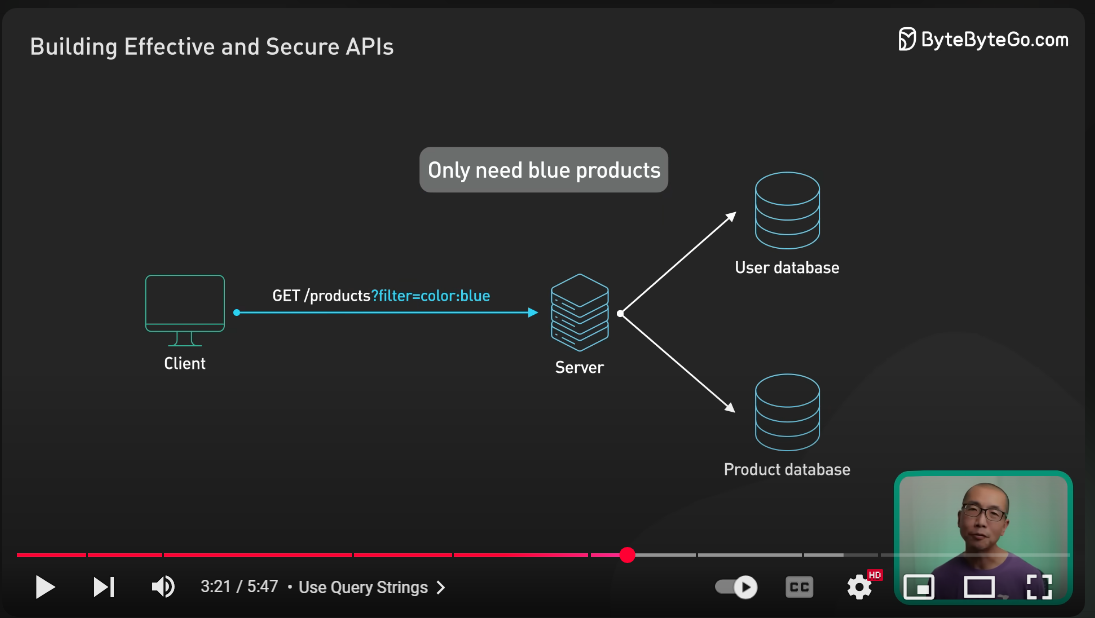 Building Effective and Secure APIs
ByteByteGo.com
Only need blue products
User database
GET /products?filter=color:blue
Client
Server
Product database
3:21 / 5:47 • Use Query Strings >
CC
HD